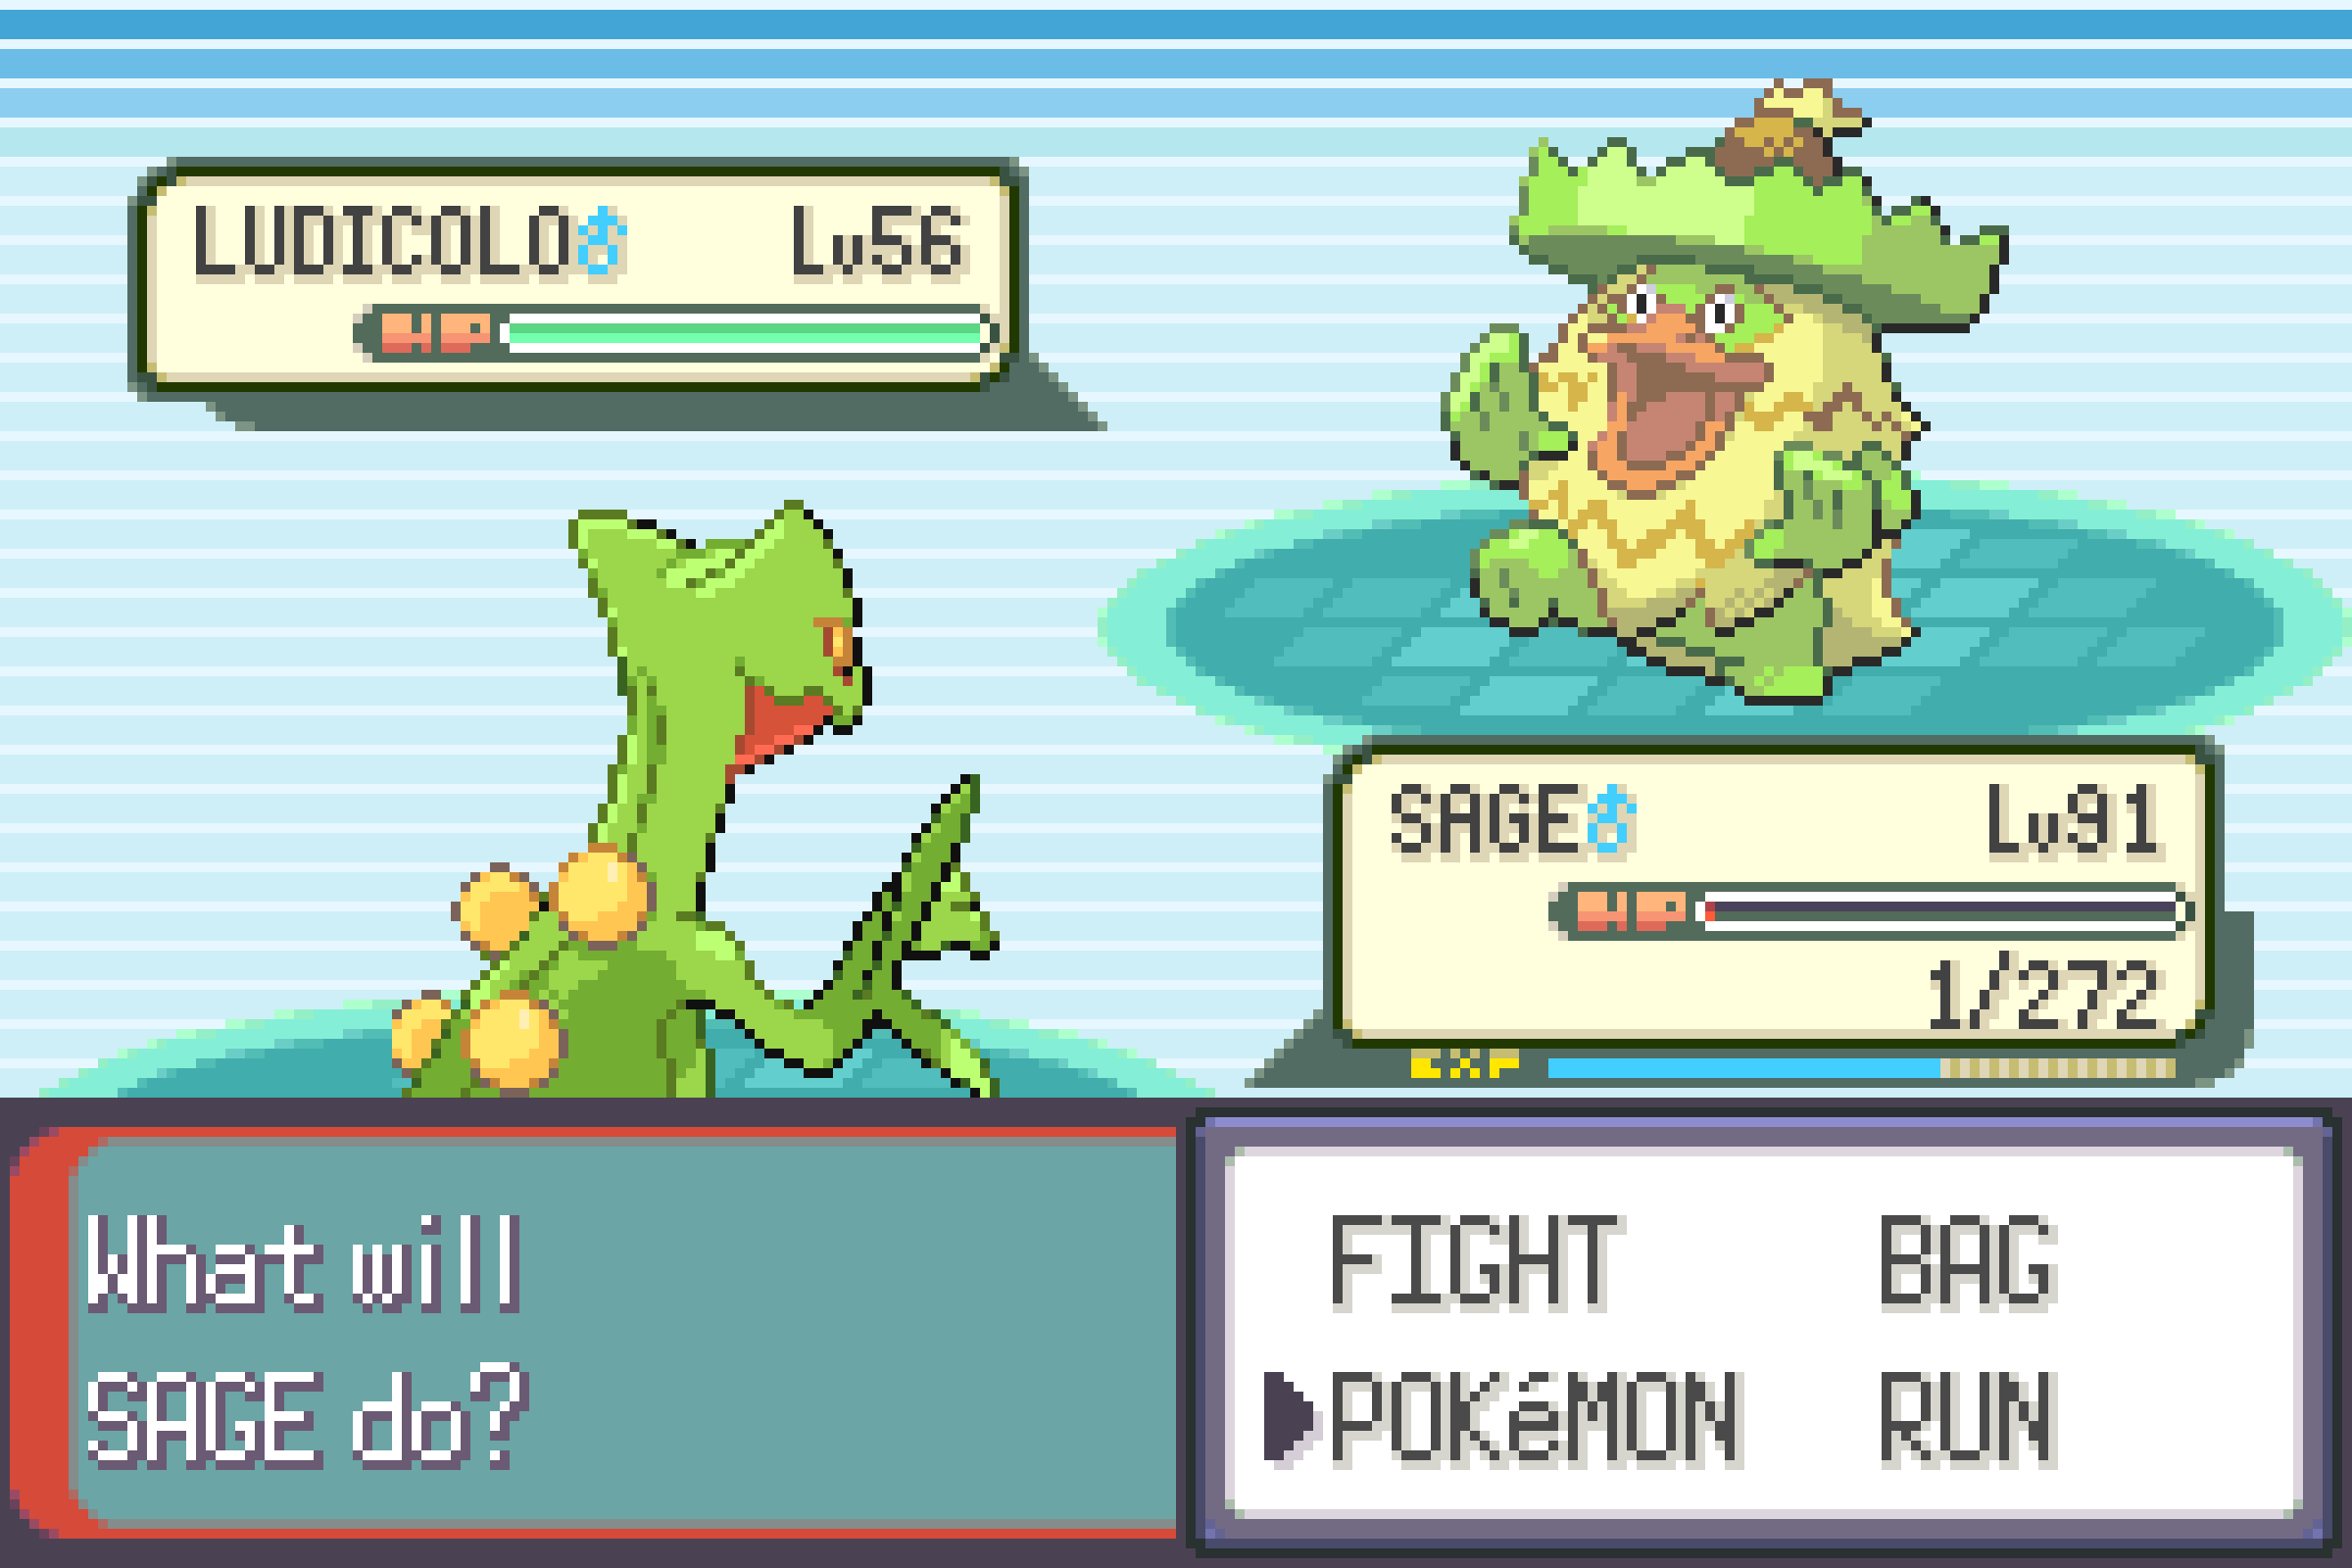 LUDICOLO♂ Lv56
HP
SAGE♂ Lv91
HP
1/272
EXP
What will
SAGE do?
FIGHT BAG
▶POKéMON RUN